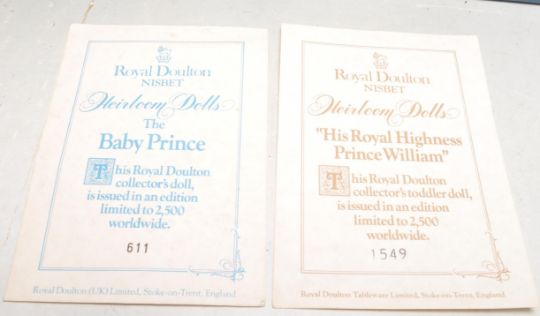 Royal Doulton
NISBET
Heirloom Dolls
The
Baby Prince
This Royal Doulton
collector's doll,
is issued in an edition
limited to 2,500
worldwide.
611
Royal Doulton (UK) Limited, Stoke-on-Trent, England
Royal Doulton
NISBET
Heirloom Dolls
"His Royal Highness
Prince William"
This Royal Doulton
collector's toddler doll,
is issued in an edition
limited to 2,500
worldwide.
1549
Royal Doulton Tableware Limited, Stoke-on-Trent, England.